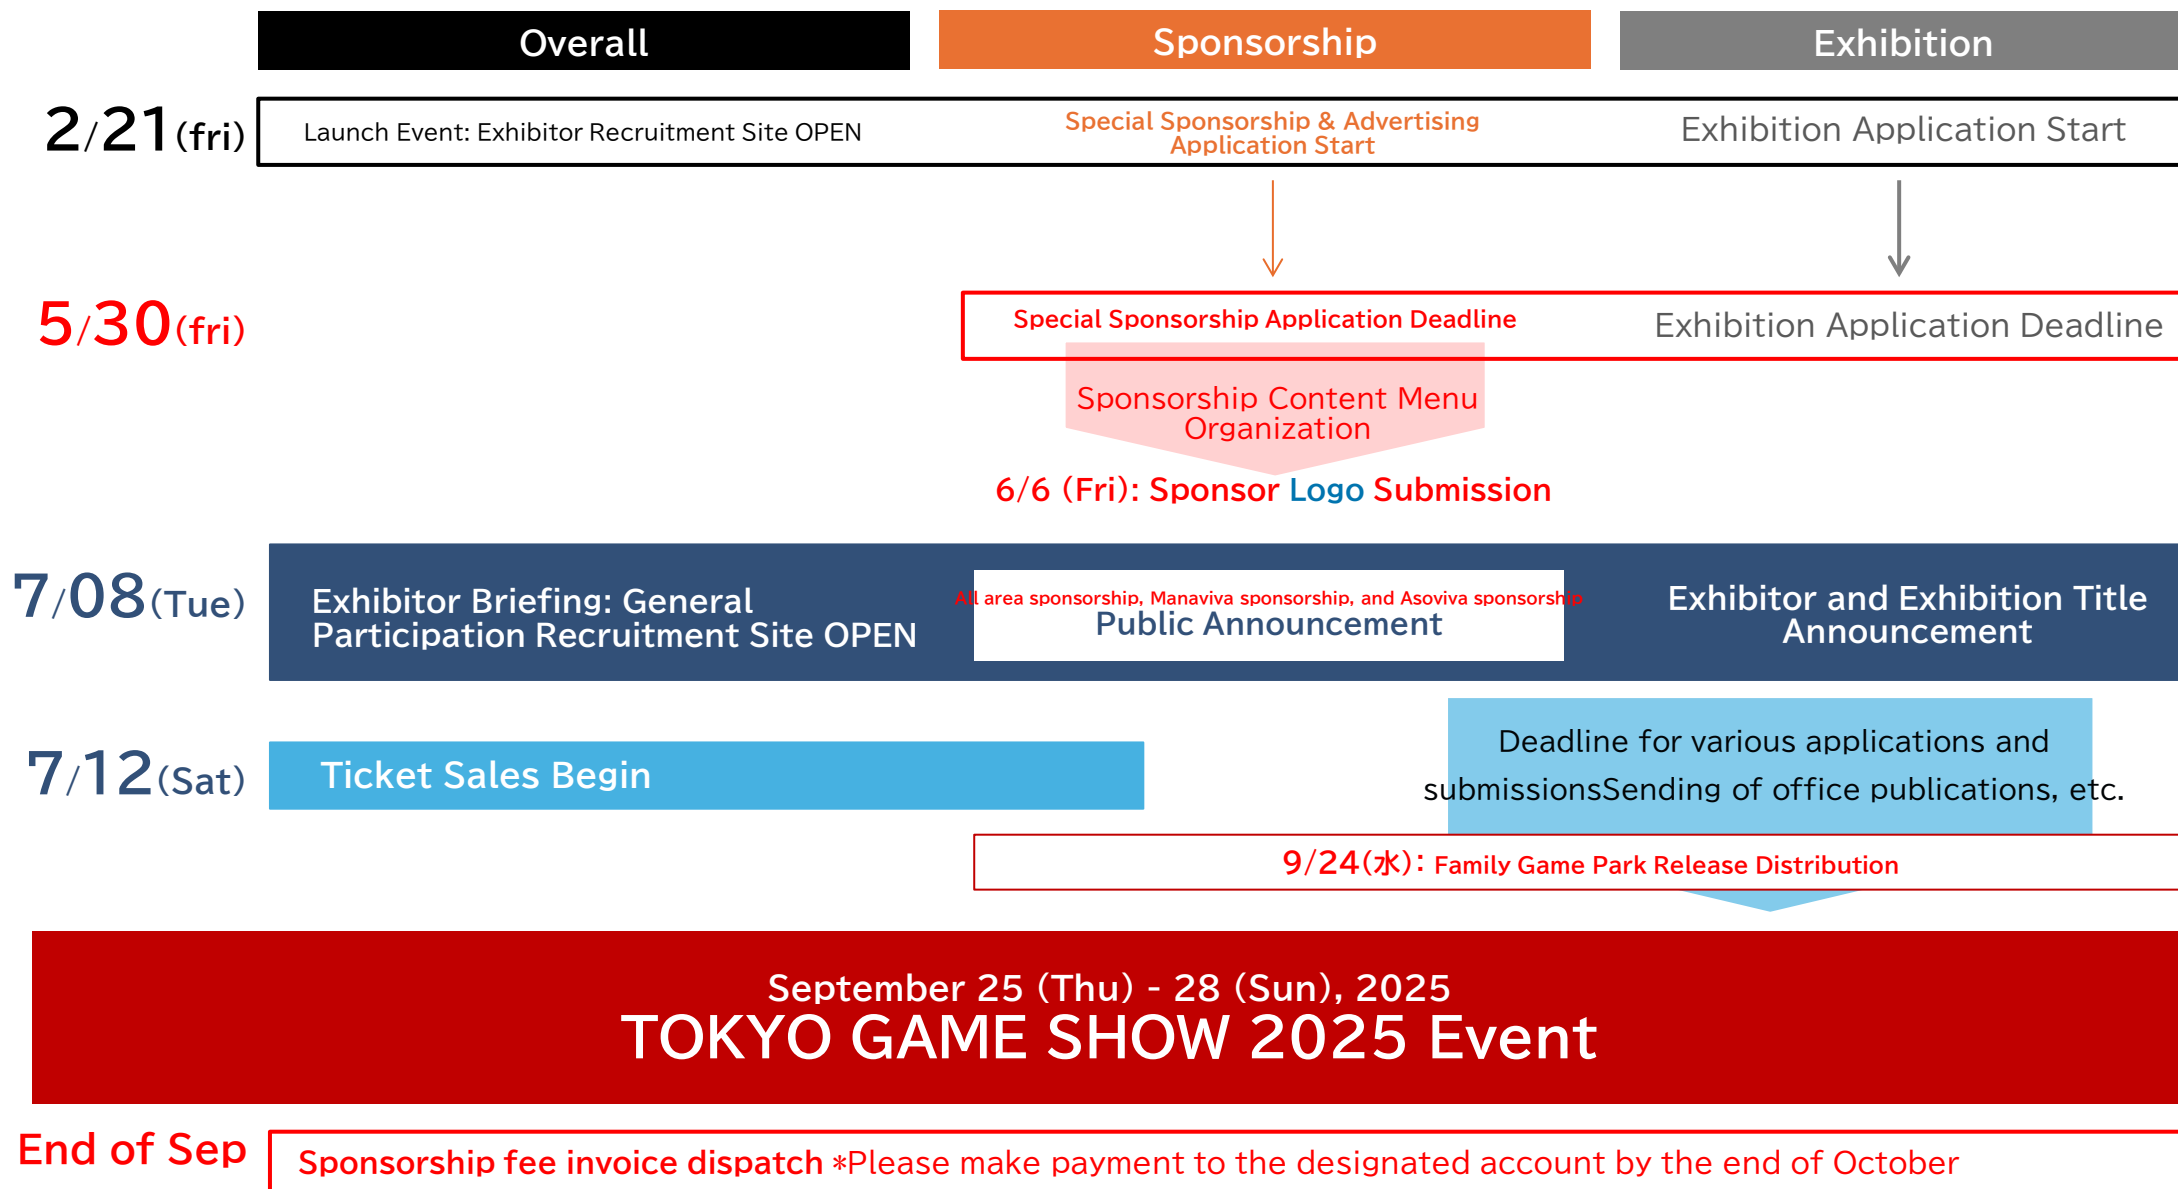 Overall
Sponsorship
Exhibition
2/21(fri)
Launch Event: Exhibitor Recruitment Site OPEN
Special Sponsorship & Advertising
Application Start
Exhibition Application Start
5/30(fri)
Special Sponsorship Application Deadline
Exhibition Application Deadline
Sponsorship Content Menu
Organization
6/6 (Fri): Sponsor Logo Submission
7/08(Tue)
Exhibitor Briefing: General
Participation Recruitment Site OPEN
All area sponsorship, Manaviva sponsorship, and Asoviva sponsorship
Public Announcement
Exhibitor and Exhibition Title
Announcement
7/12(Sat)
Ticket Sales Begin
Deadline for various applications and
submissionsSending of office publications, etc.
9/24(水): Family Game Park Release Distribution
September 25 (Thu) - 28 (Sun), 2025
TOKYO GAME SHOW 2025 Event
End of Sep
Sponsorship fee invoice dispatch *Please make payment to the designated account by the end of October